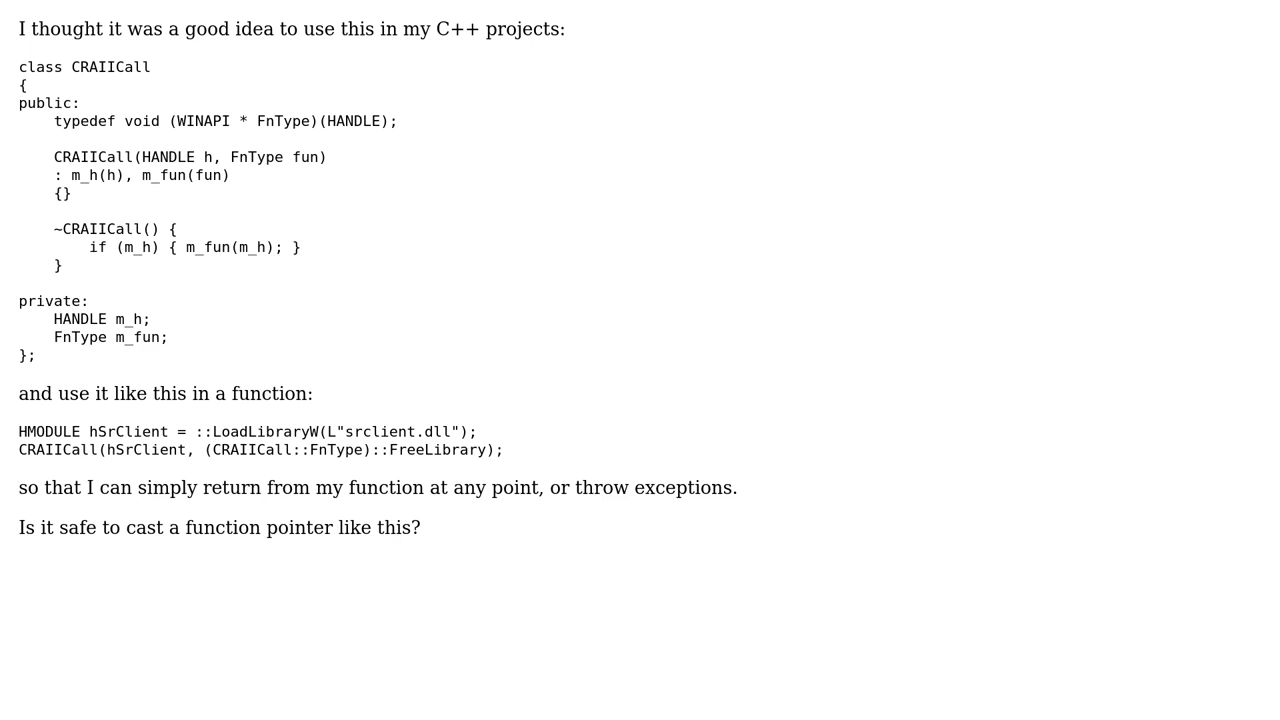 I thought it was a good idea to use this in my C++ projects:
class CRAIICall
{
public:
    typedef void (WINAPI * FnType)(HANDLE);

    CRAIICall(HANDLE h, FnType fun)
    : m_h(h), m_fun(fun)
    {}

    ~CRAIICall() {
        if (m_h) { m_fun(m_h); }
    }

private:
    HANDLE m_h;
    FnType m_fun;
};
and use it like this in a function:
HMODULE hSrClient = ::LoadLibraryW(L"srclient.dll");
CRAIICall(hSrClient, (CRAIICall::FnType)::FreeLibrary);
so that I can simply return from my function at any point, or throw exceptions.
Is it safe to cast a function pointer like this?